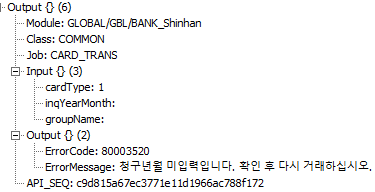 Output {} (6)
Module: GLOBAL/GBL/BANK_Shinhan
Class: COMMON
Job: CARD_TRANS
Input {} (3)
cardType: 1
inqYearMonth:
groupName:
Output {} (2)
ErrorCode: 80003520
ErrorMessage: 청구년월 미입력입니다. 확인 후 다시 거래하십시오.
API_SEQ: c9d815a67ec3771e11d1966ac788f172